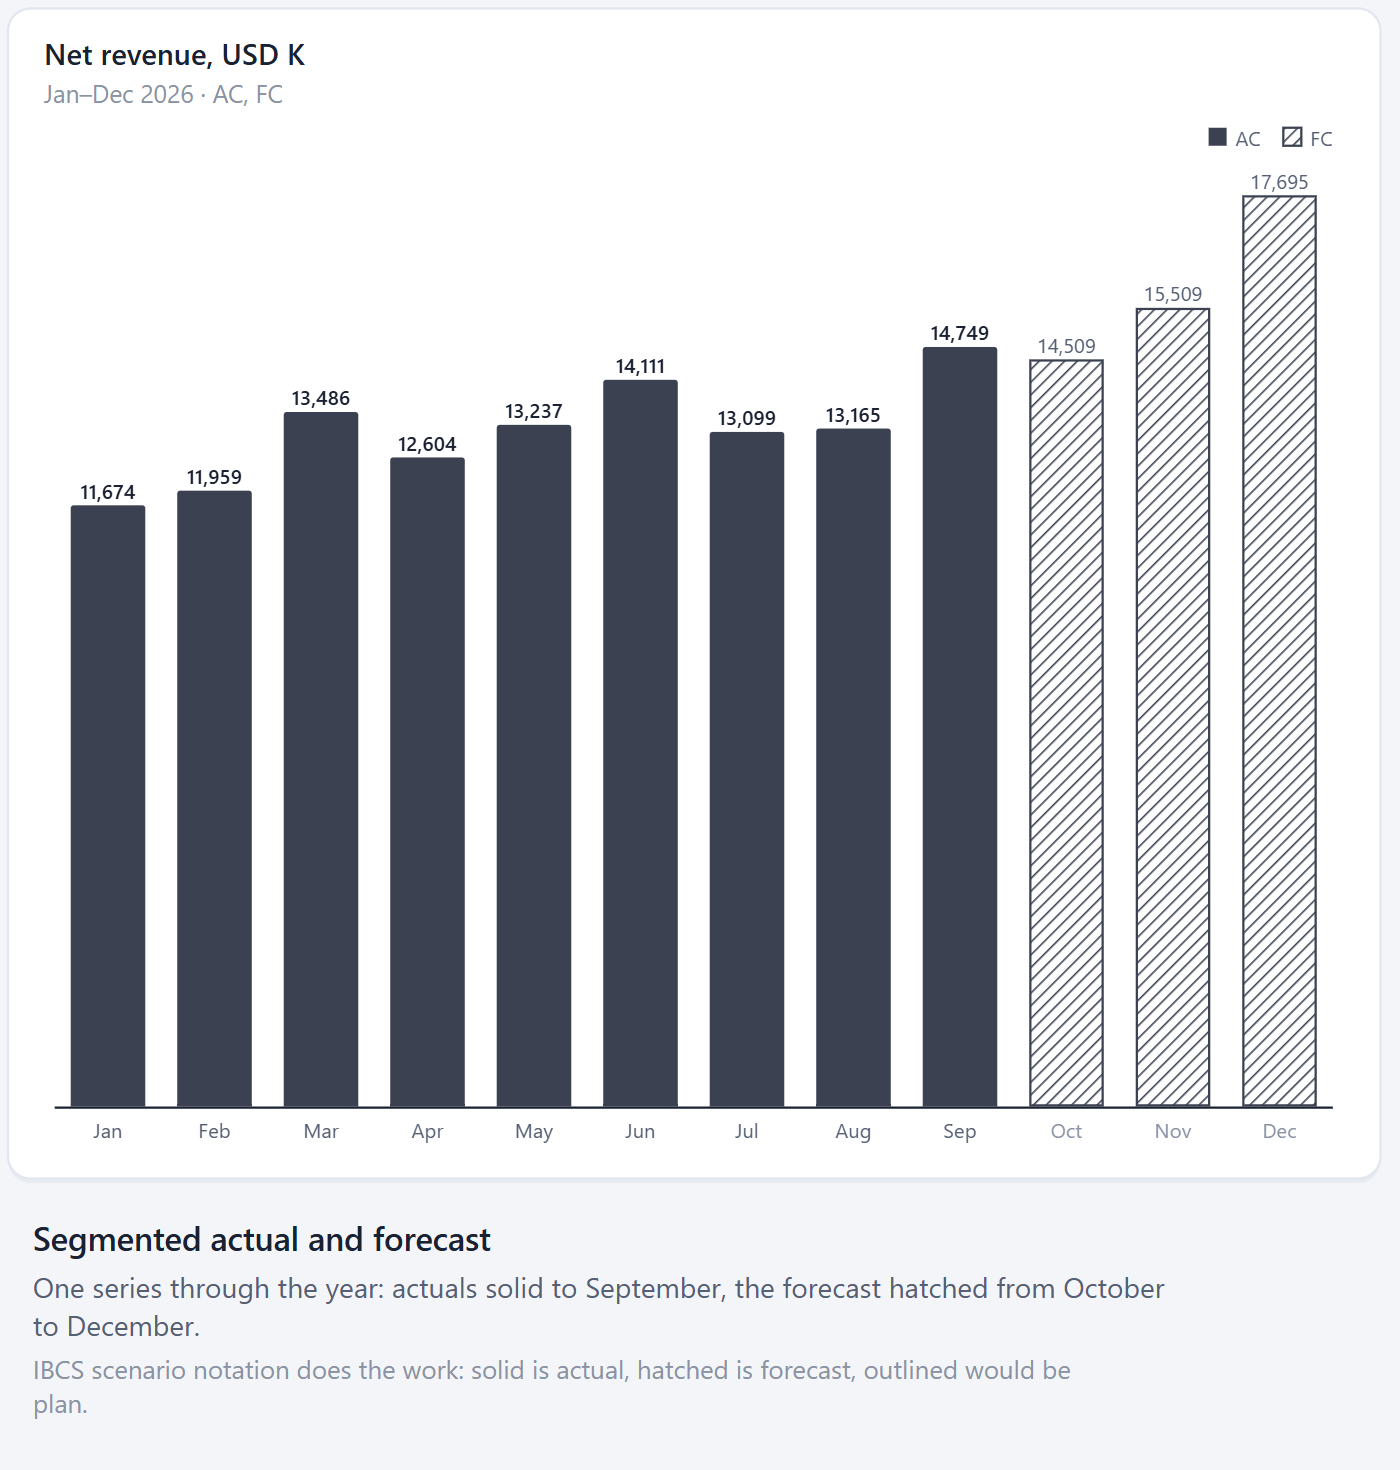 Net revenue, USD K
Jan–Dec 2026 · AC, FC
AC FC
17,695
15,509
14,749
14,509
14,111
13,486
13,237
13,099
13,165
12,604
11,959
11,674
Jan Feb Mar Apr May Jun Jul Aug Sep Oct Nov Dec
Segmented actual and forecast
One series through the year: actuals solid to September, the forecast hatched from October
to December.
IBCS scenario notation does the work: solid is actual, hatched is forecast, outlined would be
plan.